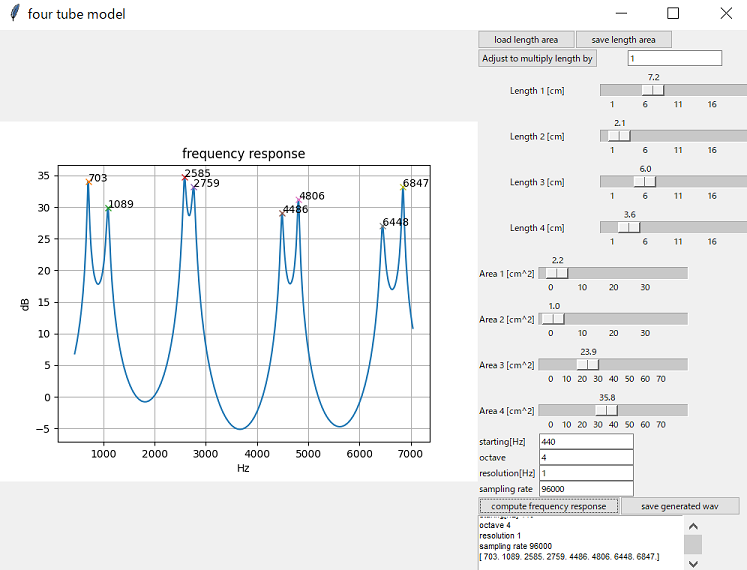 four tube model
load length area save length area
Adjust to multiply length by 1
7.2
Length 1 [cm]
1 6 11 16
2.1
Length 2 [cm]
1 6 11 16
6.0
Length 3 [cm]
1 6 11 16
3.6
Length 4 [cm]
1 6 11 16
2.2
Area 1 [cm^2]
0 10 20 30
1.0
Area 2 [cm^2]
0 10 20 30
23.9
Area 3 [cm^2]
0 10 20 30 40 50 60 70
35.8
Area 4 [cm^2]
0 10 20 30 40 50 60 70
starting[Hz] 440
octave 4
resolution[Hz] 1
sampling rate 96000
compute frequency response save generated wav
octave 4
resolution 1
sampling rate 96000
[ 703. 1089. 2585. 2759. 4486. 4806. 6448. 6847.]
frequency response
35
30
25
20
15
10
5
0
−5
dB
703
1089
2585
2759
4486
4806
6448
6847
1000 2000 3000 4000 5000 6000 7000
Hz